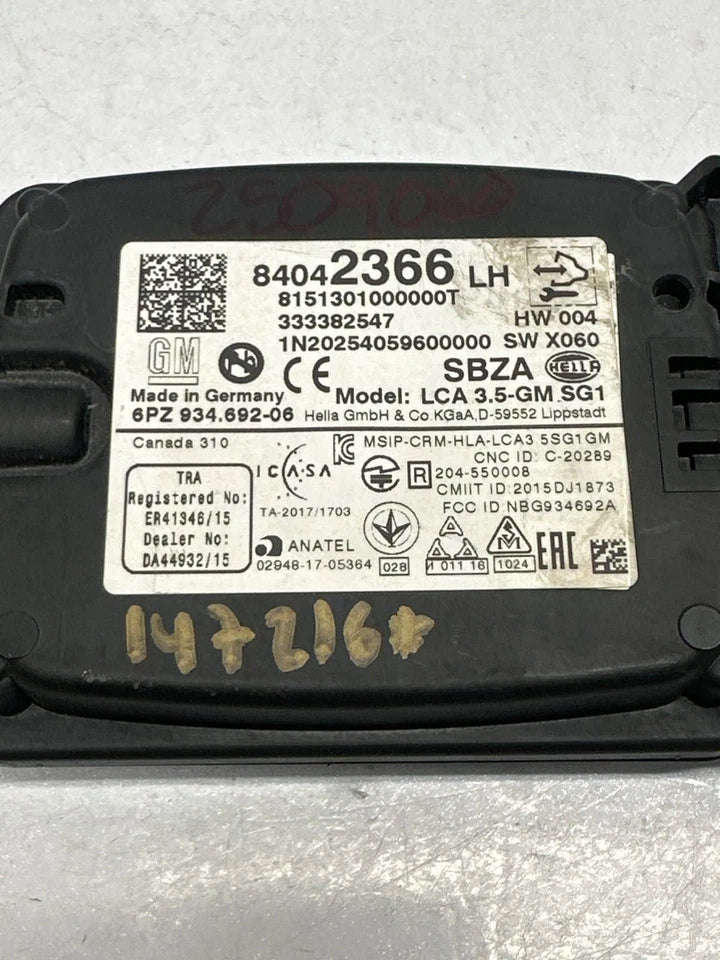 84042366 LH
8151301000000T
333382547
HW 004
1N20254059600000 SW X060
GM
CE
SBZA HELLA
Made in Germany
Model: LCA 3.5-GM.SG1
6PZ 934.692-06 Hella GmbH & Co.KGaA,D-59552 Lippstadt
Canada 310
TRA
Registered No:
ER41346/15
Dealer No:
DA44932/15
ICASA
TA-2017/1703
ANATEL
02948-17-05364
MSIP-CRM-HLA-LCA3 5SG1GM
CNC ID: C-20289
R 204-550008
CMIIT ID:2015DJ1873
FCC ID:NBG934692A
028
И 011 16
1024
EAC
147216*